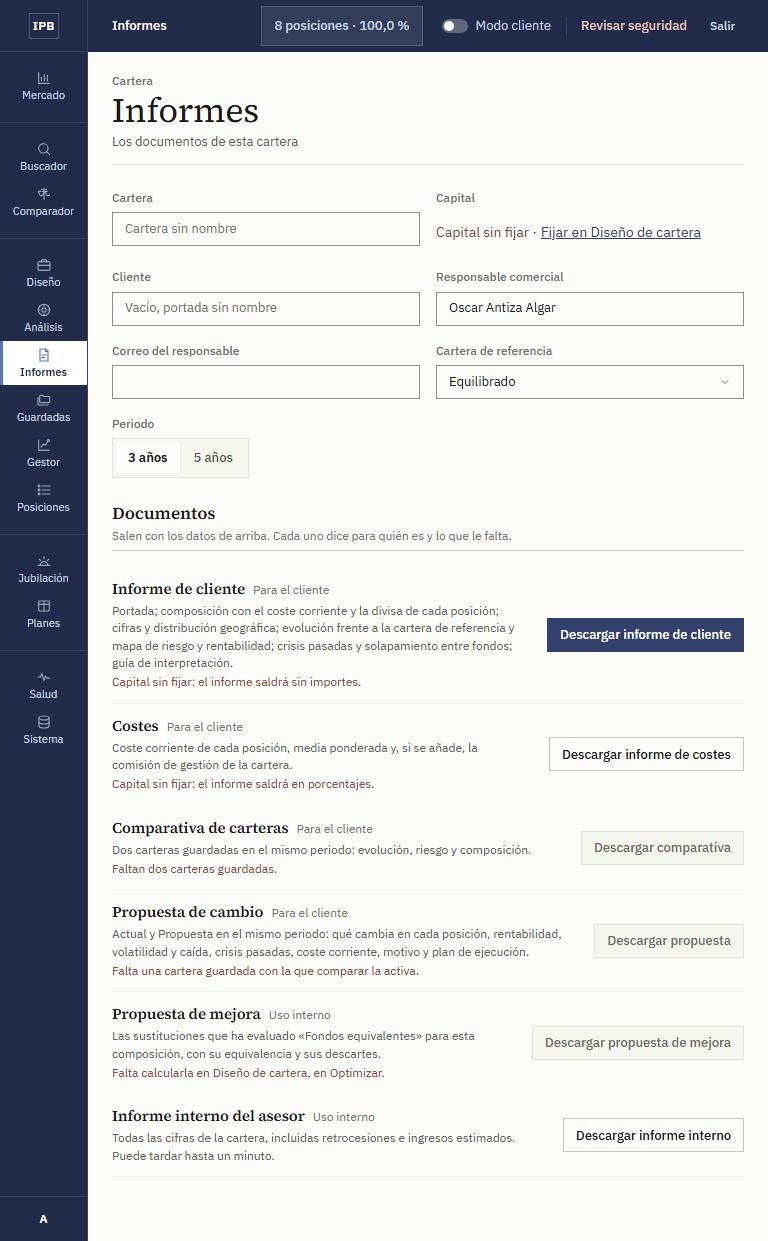 IPB
Informes
8 posiciones · 100,0 %
Modo cliente
Revisar seguridad
Salir
Mercado
Buscador
Comparador
Diseño
Análisis
Informes
Guardadas
Gestor
Posiciones
Jubilación
Planes
Salud
Sistema
A
Cartera
Informes
Los documentos de esta cartera
Cartera
Cartera sin nombre
Capital
Capital sin fijar · Fijar en Diseño de cartera
Cliente
Vacío, portada sin nombre
Responsable comercial
Oscar Antiza Algar
Correo del responsable
Cartera de referencia
Equilibrado
Periodo
3 años
5 años
Documentos
Salen con los datos de arriba. Cada uno dice para quién es y lo que le falta.
Informe de cliente Para el cliente
Portada; composición con el coste corriente y la divisa de cada posición;
cifras y distribución geográfica; evolución frente a la cartera de referencia y
mapa de riesgo y rentabilidad; crisis pasadas y solapamiento entre fondos;
guía de interpretación.
Capital sin fijar: el informe saldrá sin importes.
Descargar informe de cliente
Costes Para el cliente
Coste corriente de cada posición, media ponderada y, si se añade, la
comisión de gestión de la cartera.
Capital sin fijar: el informe saldrá en porcentajes.
Descargar informe de costes
Comparativa de carteras Para el cliente
Dos carteras guardadas en el mismo periodo: evolución, riesgo y composición.
Faltan dos carteras guardadas.
Descargar comparativa
Propuesta de cambio Para el cliente
Actual y Propuesta en el mismo periodo: qué cambia en cada posición, rentabilidad,
volatilidad y caída, crisis pasadas, coste corriente, motivo y plan de ejecución.
Falta una cartera guardada con la que comparar la activa.
Descargar propuesta
Propuesta de mejora Uso interno
Las sustituciones que ha evaluado «Fondos equivalentes» para esta
composición, con su equivalencia y sus descartes.
Falta calcularla en Diseño de cartera, en Optimizar.
Descargar propuesta de mejora
Informe interno del asesor Uso interno
Todas las cifras de la cartera, incluidas retrocesiones e ingresos estimados.
Puede tardar hasta un minuto.
Descargar informe interno